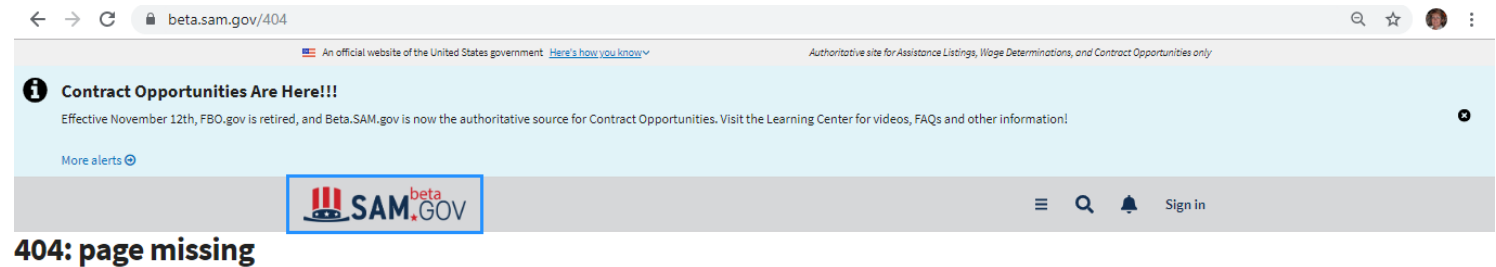 beta.sam.gov/404
An official website of the United States government Here's how you know
Authoritative site for Assistance Listings, Wage Determinations, and Contract Opportunities only
Contract Opportunities Are Here!!!
Effective November 12th, FBO.gov is retired, and Beta.SAM.gov is now the authoritative source for Contract Opportunities. Visit the Learning Center for videos, FAQs and other information!
More alerts
SAM.beta GOV
Sign in
404: page missing